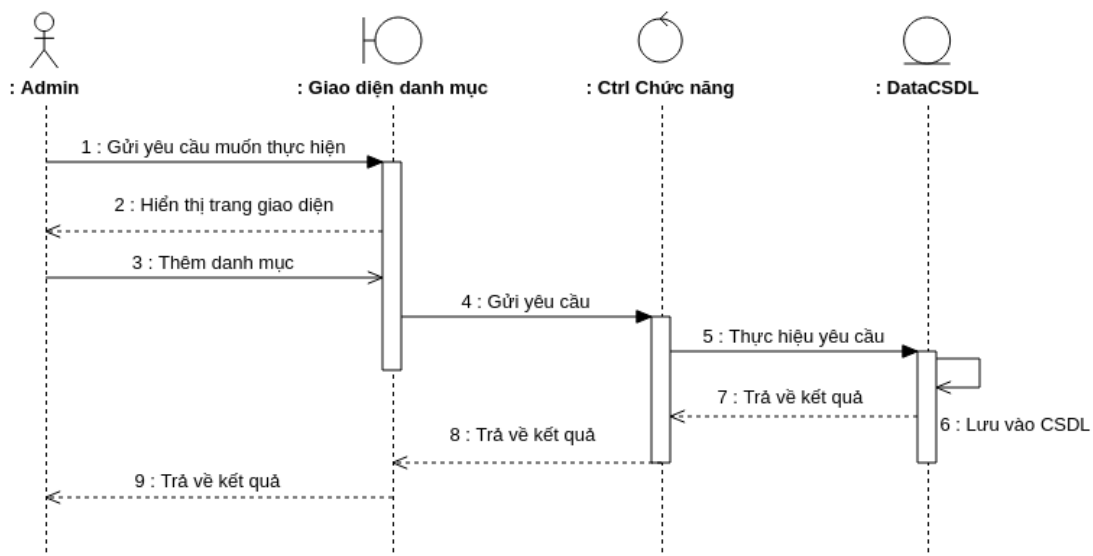 : Admin
: Giao diện danh mục
: Ctrl Chức năng
: DataCSDL
1 : Gửi yêu cầu muốn thực hiện
2 : Hiển thị trang giao diện
3 : Thêm danh mục
4 : Gửi yêu cầu
5 : Thực hiệu yêu cầu
7 : Trả về kết quả
6 : Lưu vào CSDL
8 : Trả về kết quả
9 : Trả về kết quả